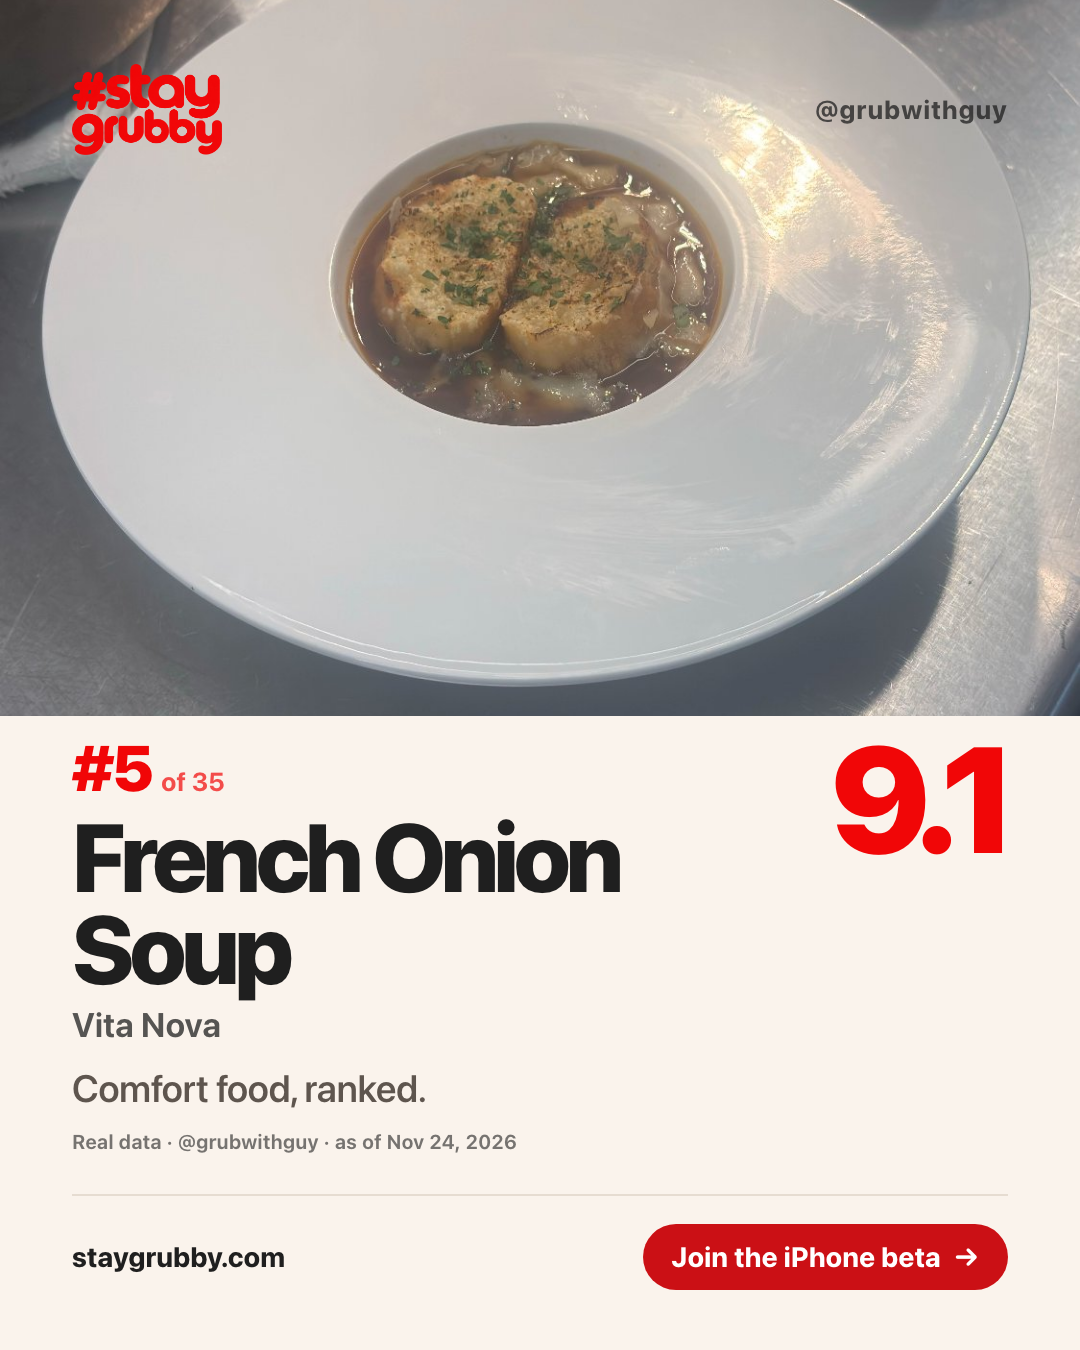 #stay
grubby
@grubwithguy
#5 of 35
9.1
French Onion
Soup
Vita Nova
Comfort food, ranked.
Real data · @grubwithguy · as of Nov 24, 2026
staygrubby.com
Join the iPhone beta →